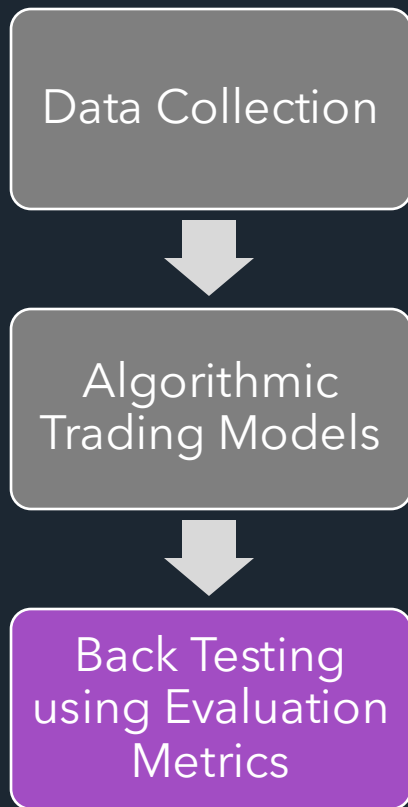 Data Collection
Algorithmic
Trading Models
Back Testing
using Evaluation
Metrics